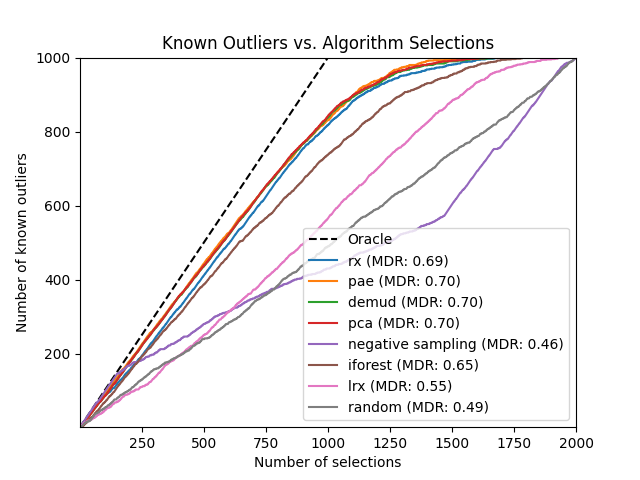 Known Outliers vs. Algorithm Selections
Number of known outliers
1000
800
600
400
200
Oracle
rx (MDR: 0.69)
pae (MDR: 0.70)
demud (MDR: 0.70)
pca (MDR: 0.70)
negative sampling (MDR: 0.46)
iforest (MDR: 0.65)
lrx (MDR: 0.55)
random (MDR: 0.49)
250 500 750 1000 1250 1500 1750 2000
Number of selections